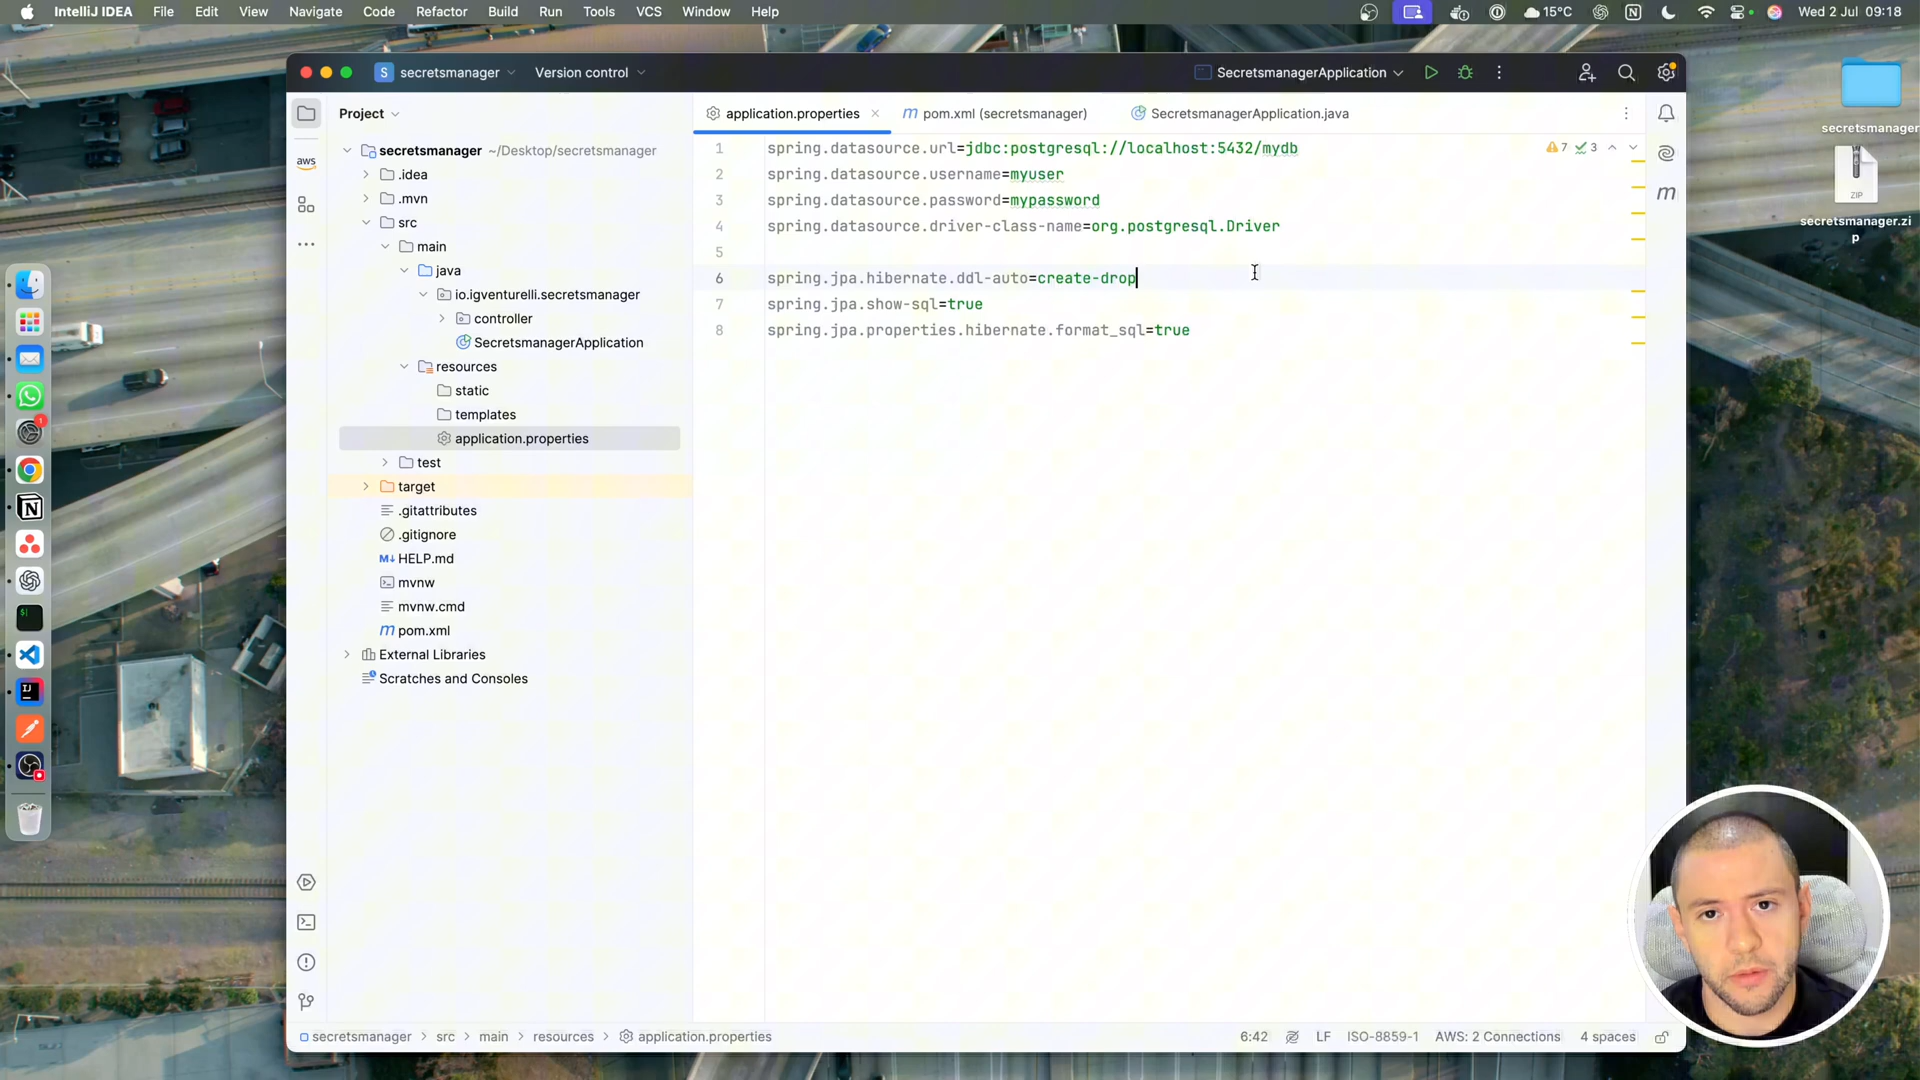 IntelliJ IDEA File Edit View Navigate Code Refactor Build Run Tools VCS Window Help
15°C Wed 2 Jul 09:18
S secretsmanager Version control
SecretsmanagerApplication
Project
application.properties
pom.xml (secretsmanager)
SecretsmanagerApplication.java
aws
secretsmanager ~/Desktop/secretsmanager
.idea
.mvn
src
main
java
io.igventurelli.secretsmanager
controller
SecretsmanagerApplication
resources
static
templates
application.properties
test
target
.gitattributes
.gitignore
M↓ HELP.md
mvnw
mvnw.cmd
m pom.xml
External Libraries
Scratches and Consoles
1 spring.datasource.url=jdbc:postgresql://localhost:5432/mydb
2 spring.datasource.username=myuser
3 spring.datasource.password=mypassword
4 spring.datasource.driver-class-name=org.postgresql.Driver
5
6 spring.jpa.hibernate.ddl-auto=create-drop
7 spring.jpa.show-sql=true
8 spring.jpa.properties.hibernate.format_sql=true
7 3
m
secretsmanager
ZIP
secretsmanager.zi
p
secretsmanager > src > main > resources > application.properties
6:42 LF ISO-8859-1 AWS: 2 Connections 4 spaces